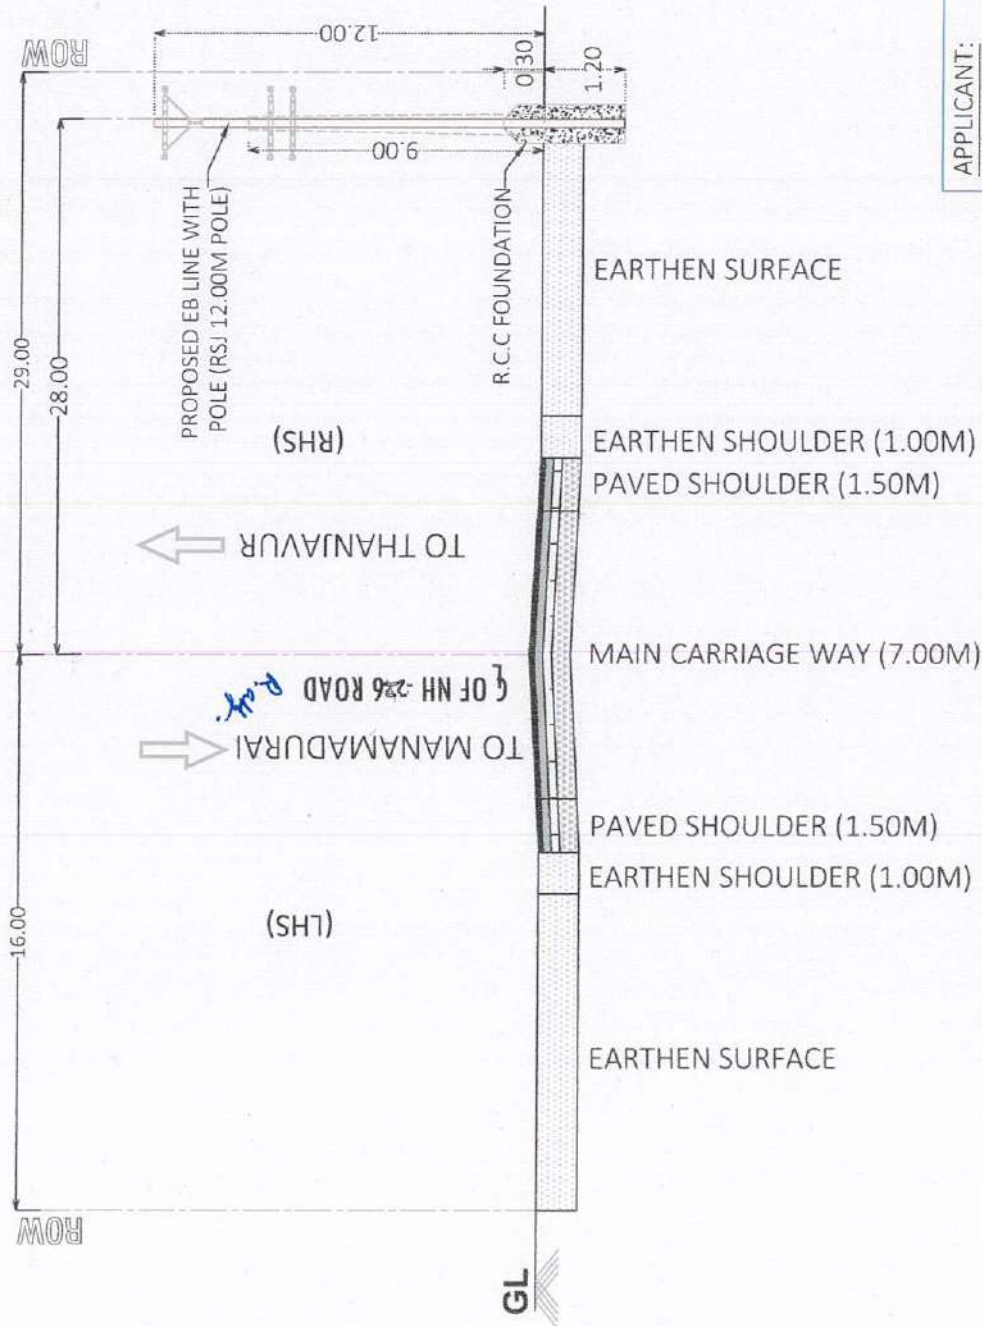 ROW
29.00
28.00
16.00
ROW
12.00
9.00
0.30
1.20
PROPOSED EB LINE WITH
POLE (RSJ 12.00M POLE)
R.C.C FOUNDATION
(RHS)
TO THANJAVUR
℄ OF NH-226 ROAD
TO MANAMADURAI
(LHS)
EARTHEN SURFACE
EARTHEN SHOULDER (1.00M)
PAVED SHOULDER (1.50M)
MAIN CARRIAGE WAY (7.00M)
PAVED SHOULDER (1.50M)
EARTHEN SHOULDER (1.00M)
EARTHEN SURFACE
GL
APPLICANT: